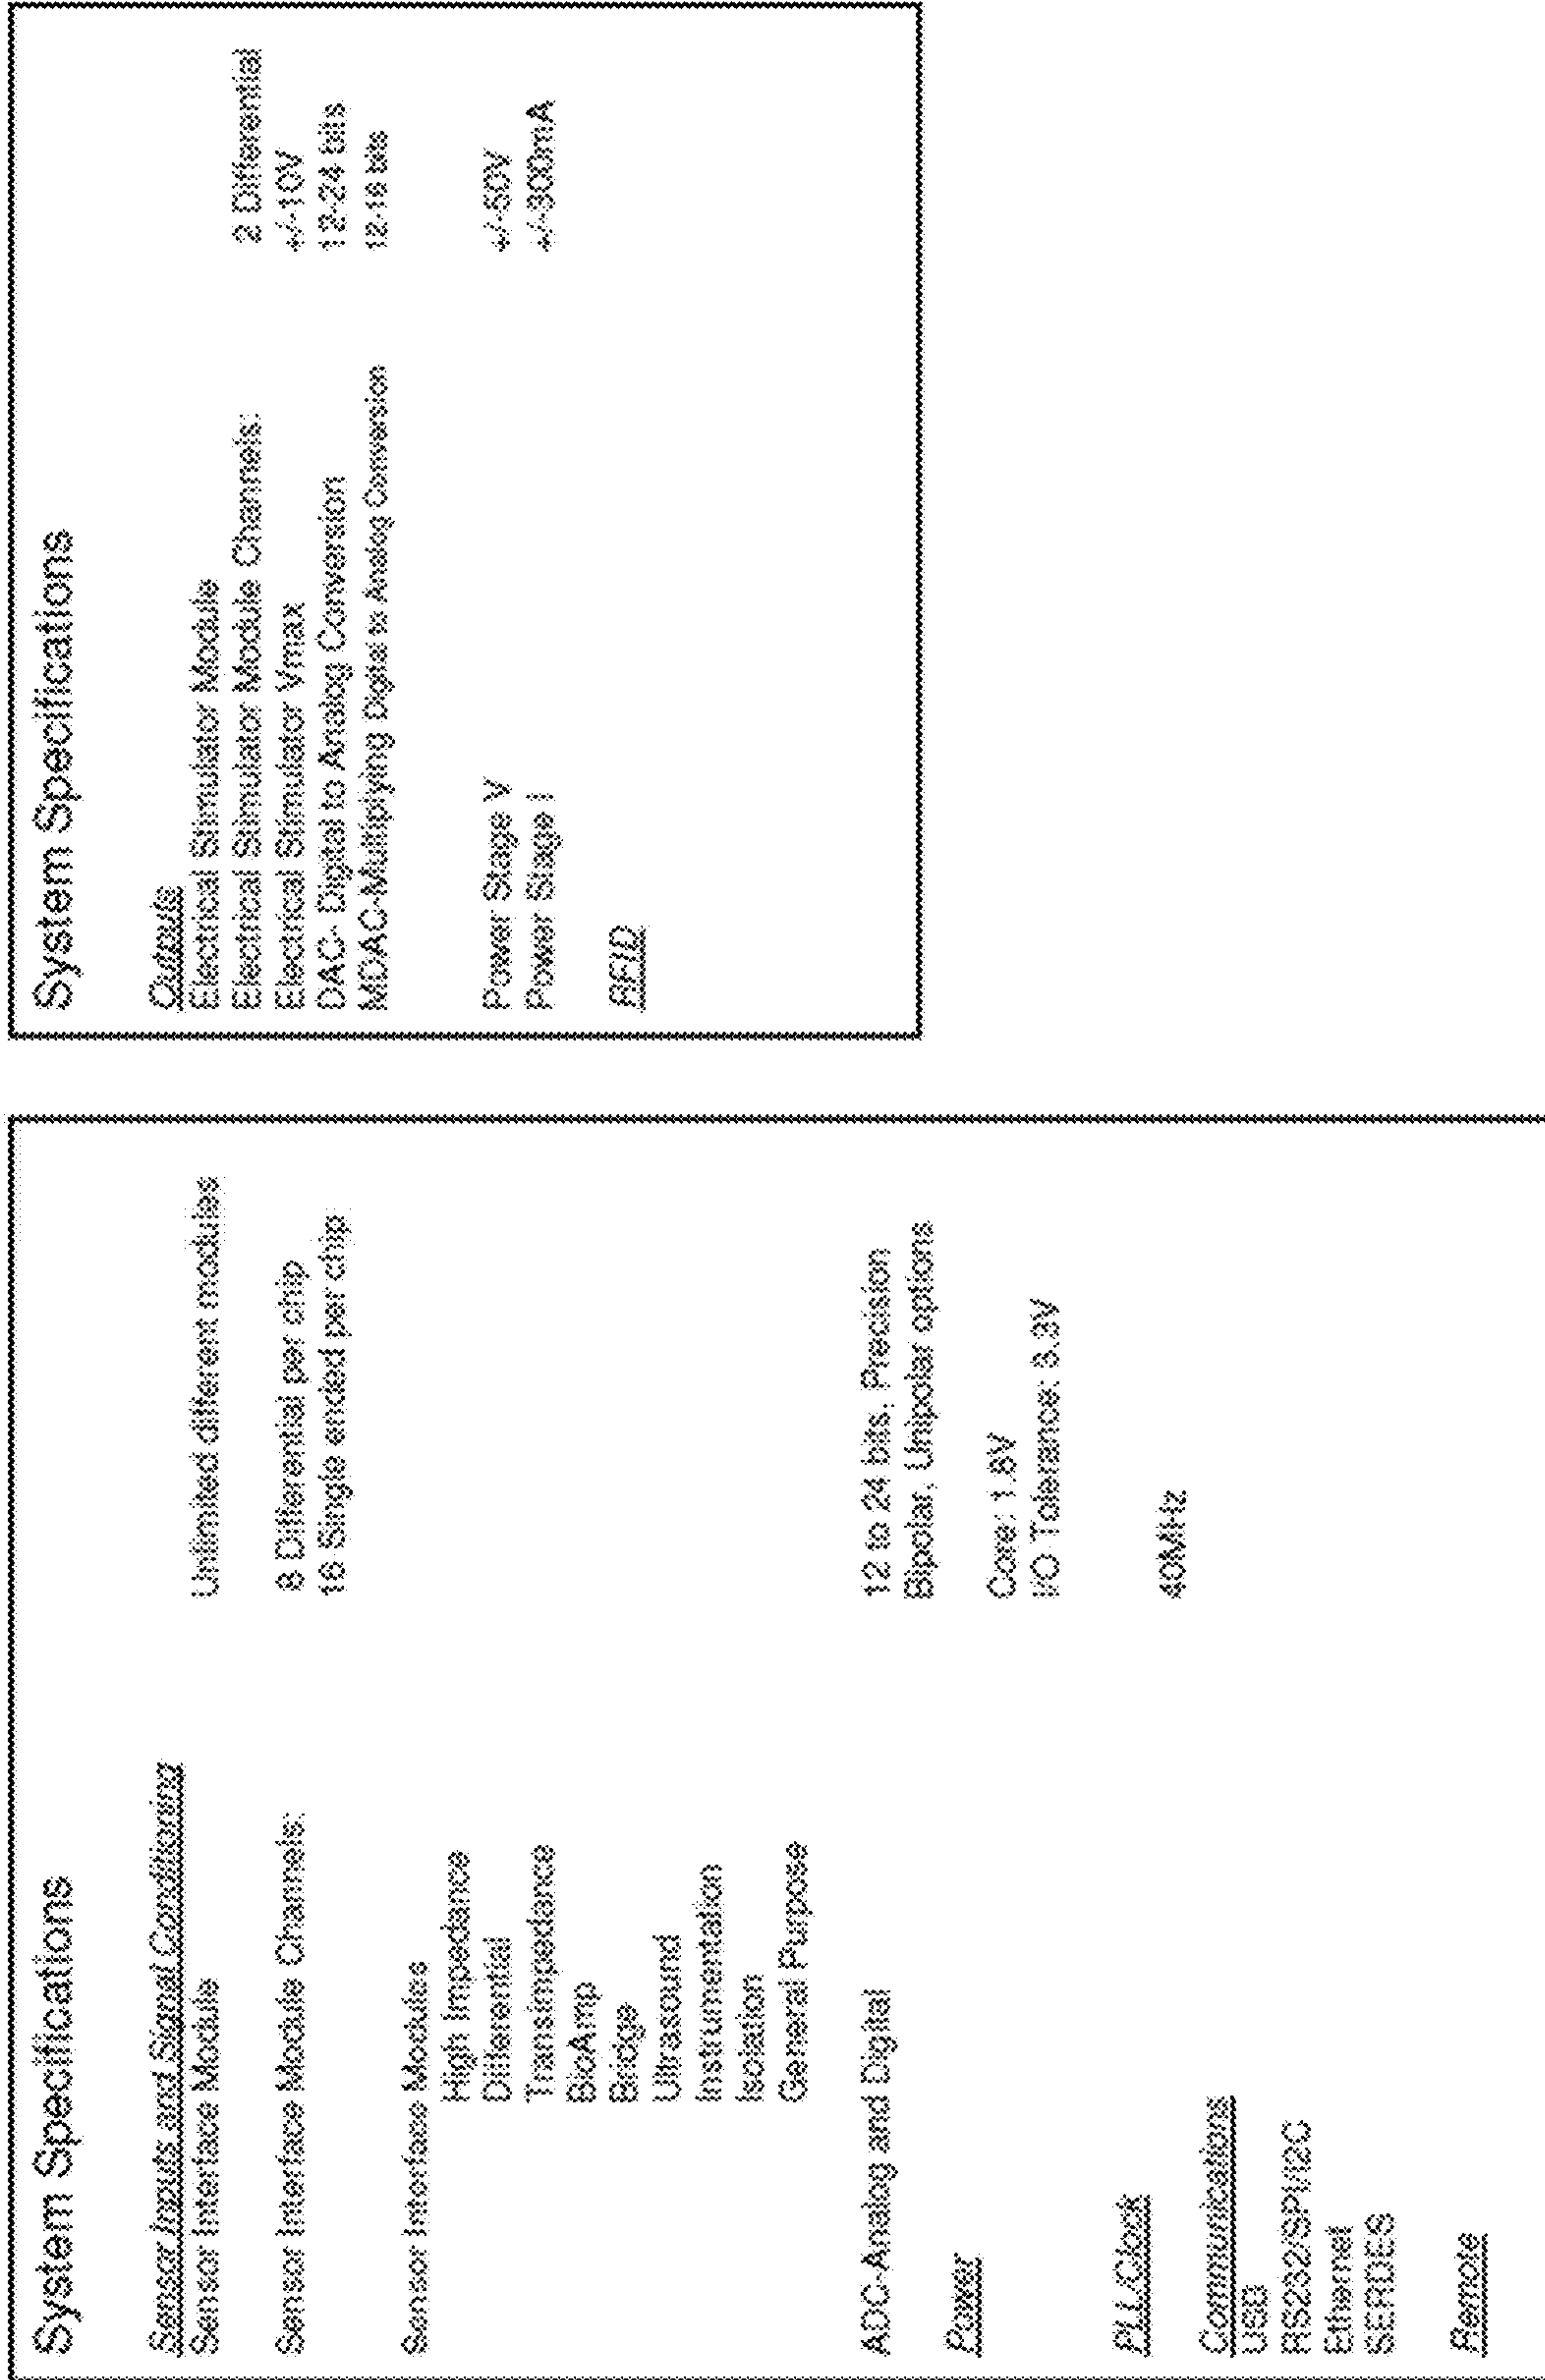 System Specifications
Sensor Inputs and Signal Conditioning
Sensor Interface Module Unlimited different modules
Sensor Interface Module Channels: 8 Differential per chip
16 Single ended per chip
Sensor Interface Modules
High Impedance
Differential
Transimpedance
BioAmp
Bridge
Ultrasound
Instrumentation
Isolation
General Purpose
ADC-Analog and Digital 12 to 24 bits, Precision
Bipolar, Unipolar options
Power
Core: 1.8V
I/O Tolerance: 3.3V
PLL Clock
40MHz
Communications
USB
RS232/SPI/I2C
Ethernet
SERDES
Remote
System Specifications
Outputs
Electrical Stimulator Module
Electrical Stimulator Module Channels: 2 Differential
Electrical Stimulator Vmax +/-10V
DAC- Digital to Analog Conversion 12-24 bits
MDAC-Multiplying Digital to Analog Conversion bits
Power Stage V +/-50V
Power Stage I +/-300mA
RFID